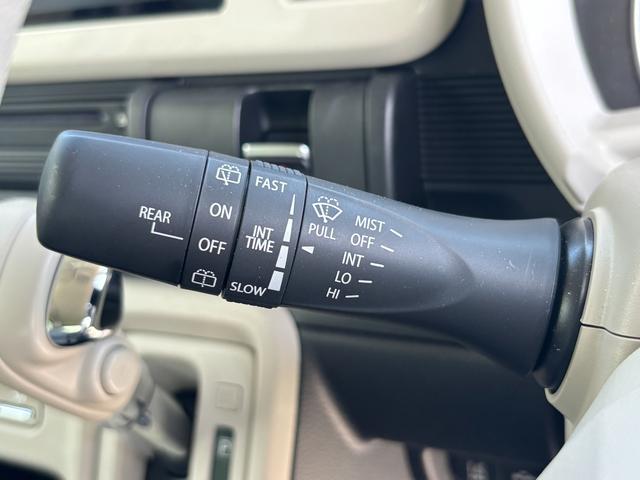 REAR
ON
OFF
FAST
INT
TIME
SLOW
PULL
MIST
OFF
INT
LO
HI